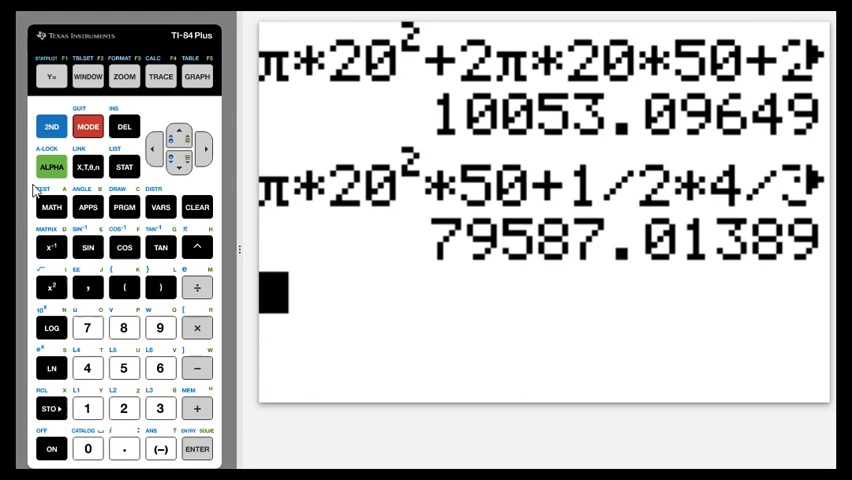 TEXAS INSTRUMENTS TI-84 Plus
STATPLOT F1 TBLSET F2 FORMAT F3 CALC F4 TABLE F5
Y= WINDOW ZOOM TRACE GRAPH
QUIT INS
2ND MODE DEL
A-LOCK LINK LIST
ALPHA X,T,θ,n STAT
TEST A ANGLE B DRAW C DISTR
MATH APPS PRGM VARS CLEAR
MATRIX D SIN⁻¹ E COS⁻¹ F TAN⁻¹ G π H
x⁻¹ SIN COS TAN ^
√ I EE J { K } L e M
x² , ( ) ÷
10ˣ N u O v P w Q [ R
LOG 7 8 9 ×
eˣ S L4 T L5 U L6 V ] W
LN 4 5 6 −
RCL X L1 Y L2 Z L3 θ MEM "
STO▸ 1 2 3 +
OFF CATALOG ⎵ i : ANS ? ENTRY SOLVE
ON 0 . (−) ENTER
π*20²+2π*20*50+2▸
10053.09649
π*20²*50+1/2*4/3▸
79587.01389